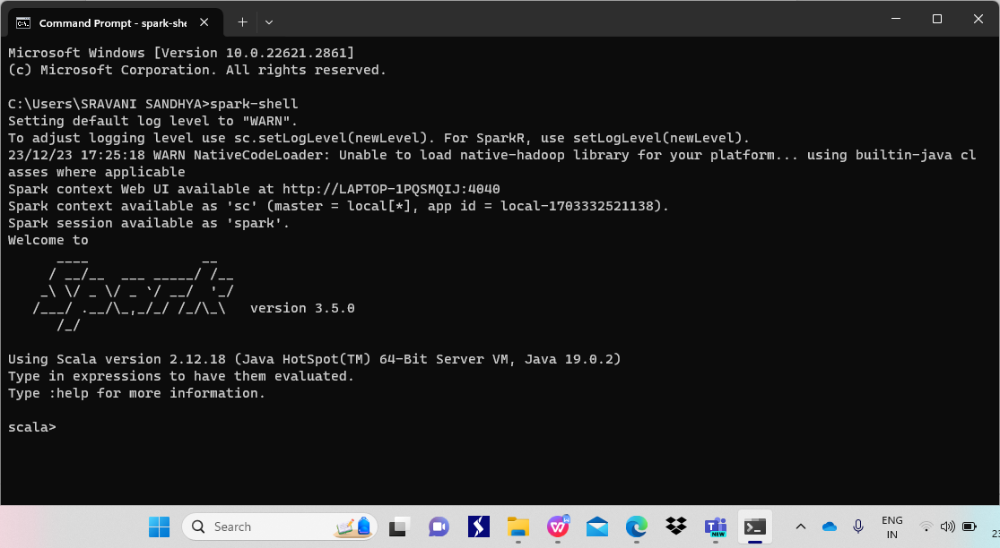 Command Prompt - spark-she
Microsoft Windows [Version 10.0.22621.2861]
(c) Microsoft Corporation. All rights reserved.
C:\Users\SRAVANI SANDHYA>spark-shell
Setting default log level to "WARN".
To adjust logging level use sc.setLogLevel(newLevel). For SparkR, use setLogLevel(newLevel).
23/12/23 17:25:18 WARN NativeCodeLoader: Unable to load native-hadoop library for your platform... using builtin-java cl
asses where applicable
Spark context Web UI available at http://LAPTOP-1PQSMQIJ:4040
Spark context available as 'sc' (master = local[*], app id = local-1703332521138).
Spark session available as 'spark'.
Welcome to
      ____              __
     / __/__  ___ _____/ /__
    _\ \/ _ \/ _ `/ __/  '_/
   /___/ .__/\_,_/_/ /_/\_\   version 3.5.0
      /_/
Using Scala version 2.12.18 (Java HotSpot(TM) 64-Bit Server VM, Java 19.0.2)
Type in expressions to have them evaluated.
Type :help for more information.
scala>
Search
NEW
ENG
IN